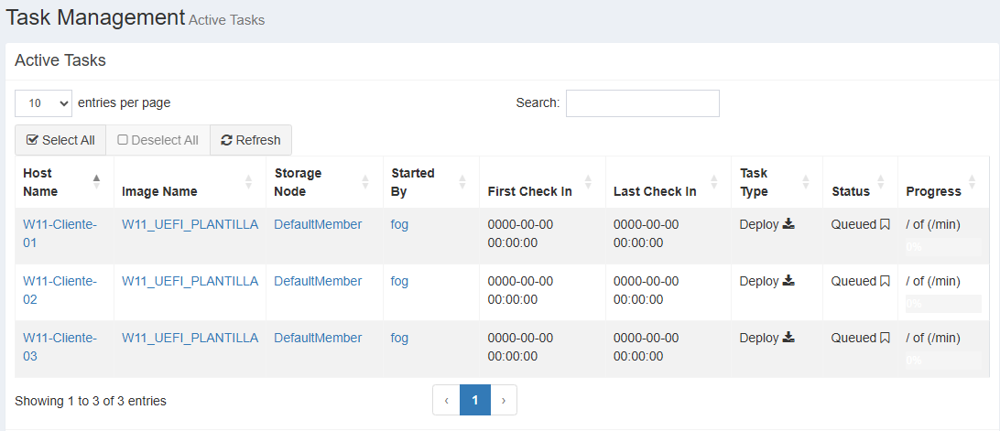 Task Management Active Tasks
Active Tasks
10 entries per page Search:
Select All Deselect All Refresh
Host Name Image Name Storage Node Started By First Check In Last Check In Task Type Status Progress
W11-Cliente-01 W11_UEFI_PLANTILLA DefaultMember fog 0000-00-00 00:00:00 0000-00-00 00:00:00 Deploy Queued / of (/min)
0%
W11-Cliente-02 W11_UEFI_PLANTILLA DefaultMember fog 0000-00-00 00:00:00 0000-00-00 00:00:00 Deploy Queued / of (/min)
0%
W11-Cliente-03 W11_UEFI_PLANTILLA DefaultMember fog 0000-00-00 00:00:00 0000-00-00 00:00:00 Deploy Queued / of (/min)
0%
Showing 1 to 3 of 3 entries ‹ 1 ›